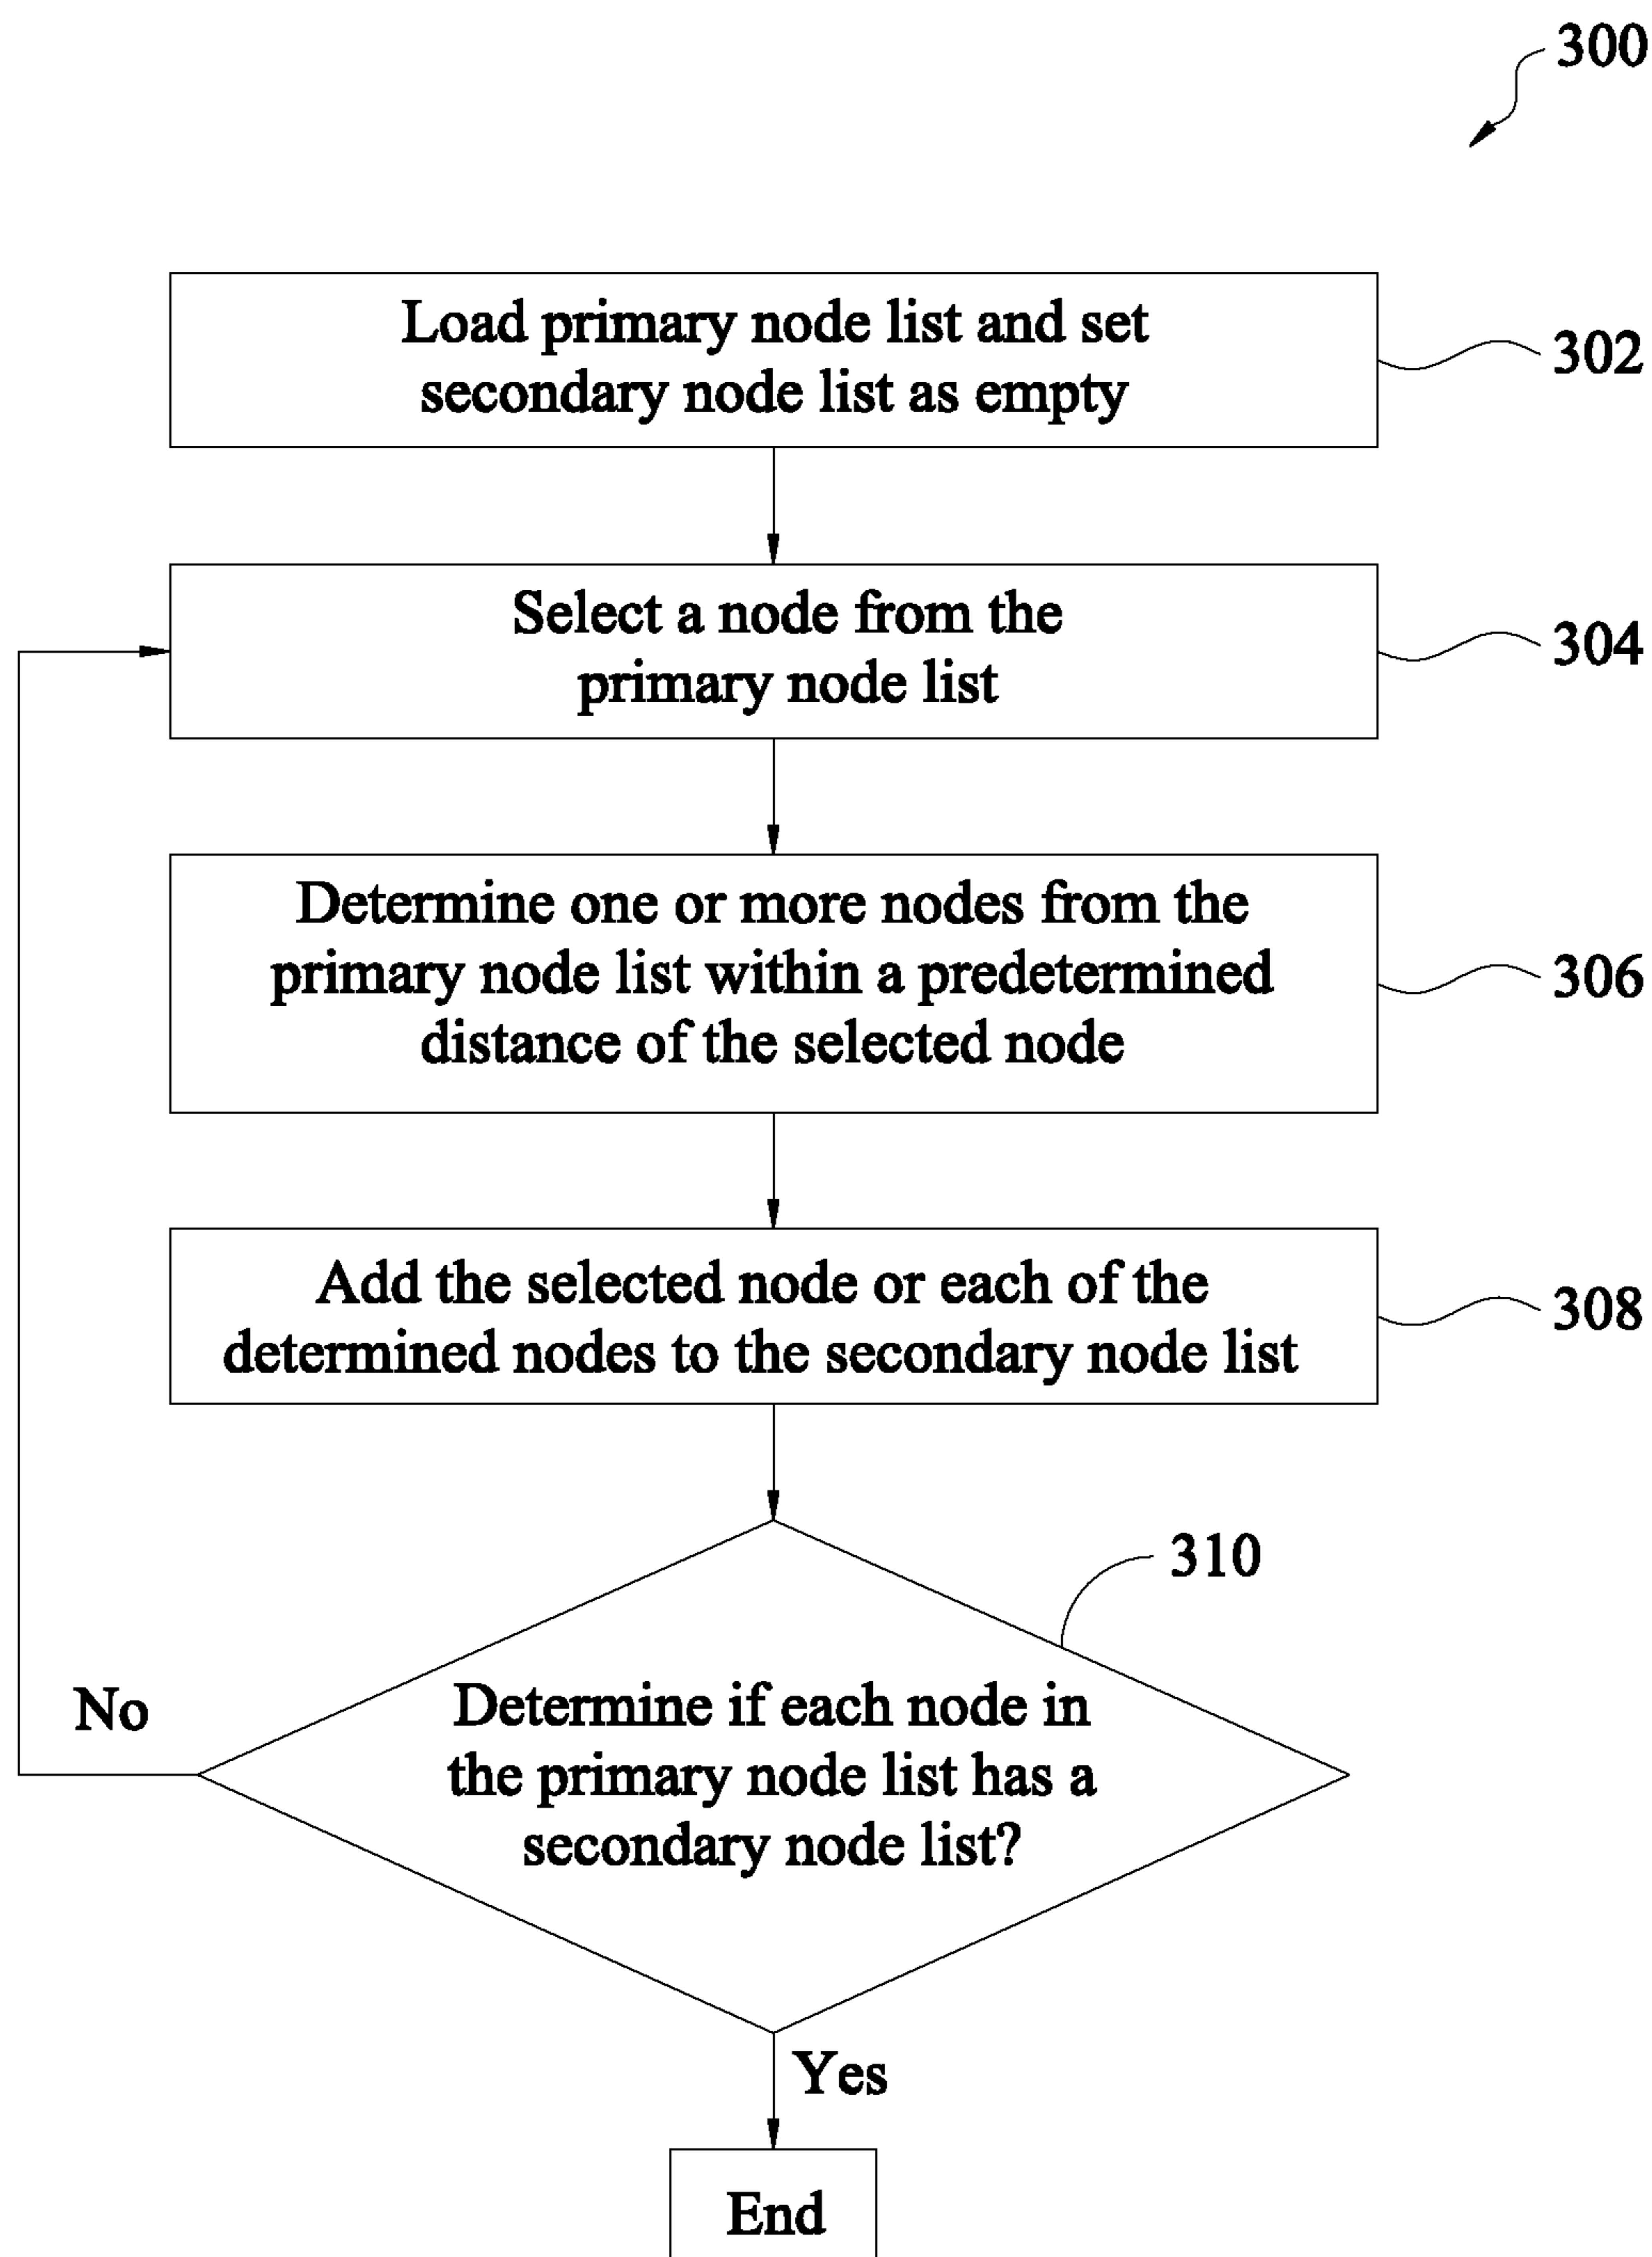 300
Load primary node list and set
secondary node list as empty
302
Select a node from the
primary node list
304
Determine one or more nodes from the
primary node list within a predetermined
distance of the selected node
306
Add the selected node or each of the
determined nodes to the secondary node list
308
310
Determine if each node in
the primary node list has a
secondary node list?
No
Yes
End